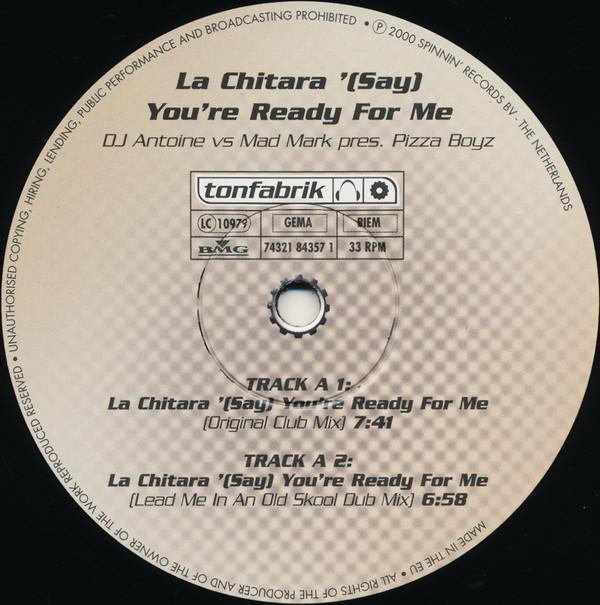 La Chitara '(Say)
You're Ready For Me
DJ Antoine vs Mad Mark pres. Pizza Boyz
tonfabrik
LC 10979 GEMA BIEM
BMG 74321 84357 1 33 RPM
TRACK A 1:
La Chitara '(Say) You're Ready For Me
(Original Club Mix) 7:41
TRACK A 2:
La Chitara '(Say) You're Ready For Me
(Lead Me In An Old Skool Dub Mix) 6:58
MADE IN THE EU • ALL RIGHTS OF THE PRODUCER AND OF THE OWNER OF THE WORK REPRODUCED RESERVED • UNAUTHORISED COPYING, HIRING, LENDING, PUBLIC PERFORMANCE AND BROADCASTING PROHIBITED • Ⓟ 2000 SPINNIN' RECORDS BV - THE NETHERLANDS